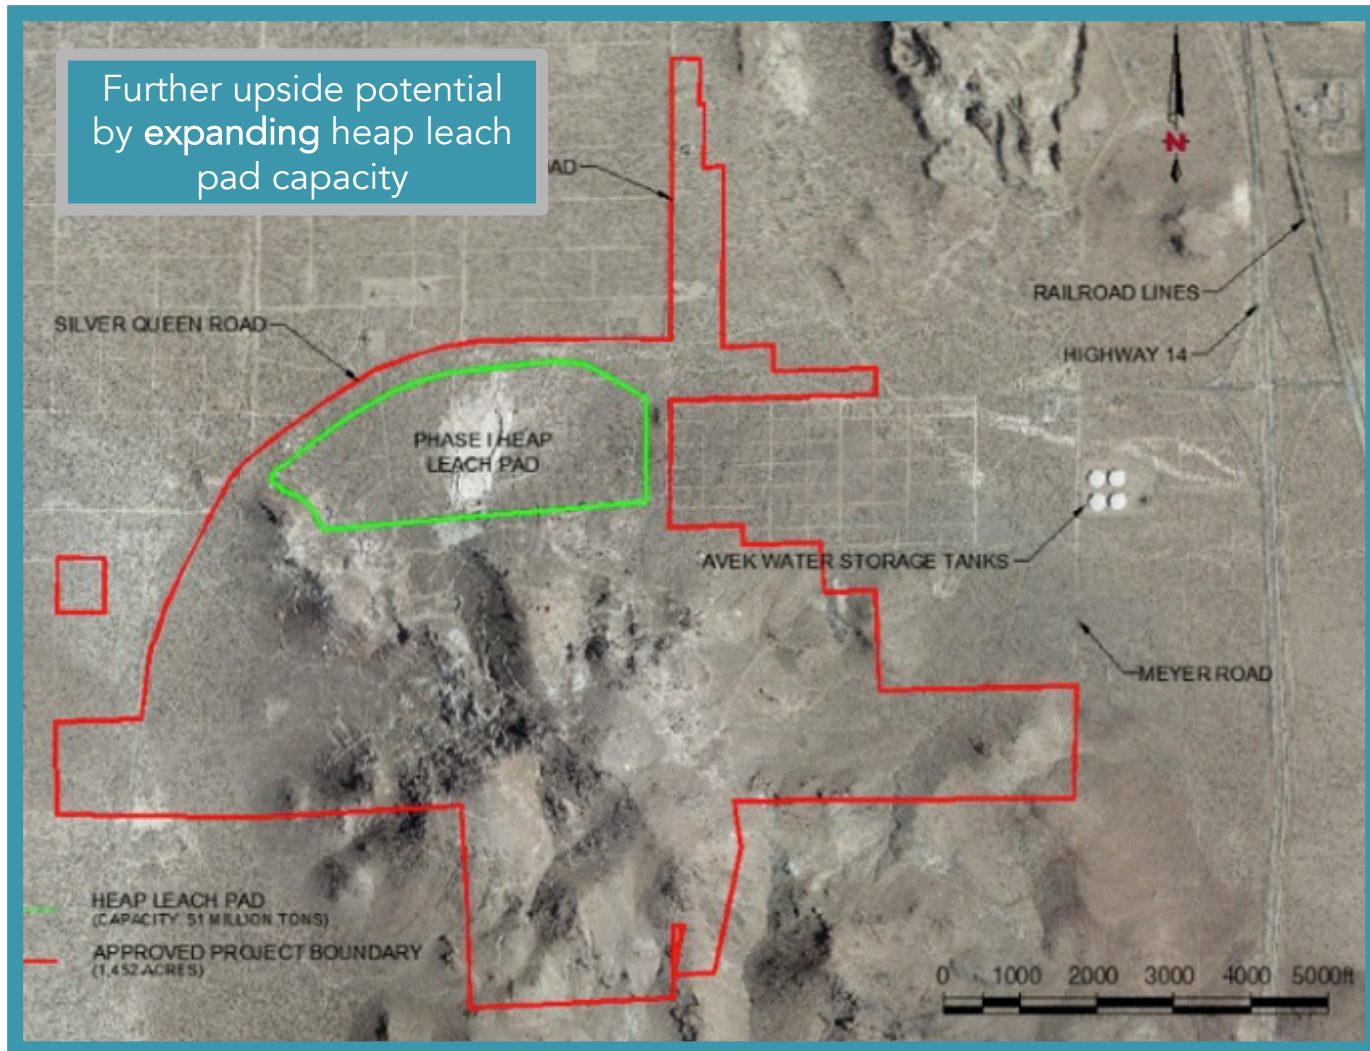 Further upside potential
by expanding heap leach
pad capacity
SILVER QUEEN ROAD
RAILROAD LINES
HIGHWAY 14
PHASE I HEAP
LEACH PAD
AVEK WATER STORAGE TANKS
MEYER ROAD
N
HEAP LEACH PAD
(CAPACITY 51 MILLION TONS)
APPROVED PROJECT BOUNDARY
(1,452 ACRES)
0 1000 2000 3000 4000 5000ft